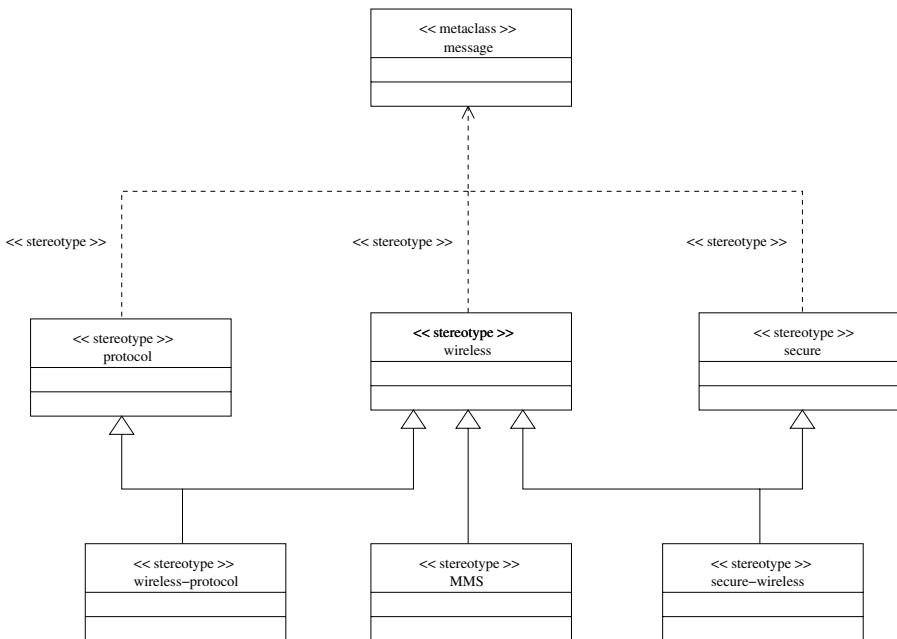 << metaclass >>
message
<< stereotype >>
<< stereotype >>
<< stereotype >>
<< stereotype >>
protocol
<< stereotype >>
wireless
<< stereotype >>
secure
<< stereotype >>
wireless−protocol
<< stereotype >>
MMS
<< stereotype >>
secure−wireless